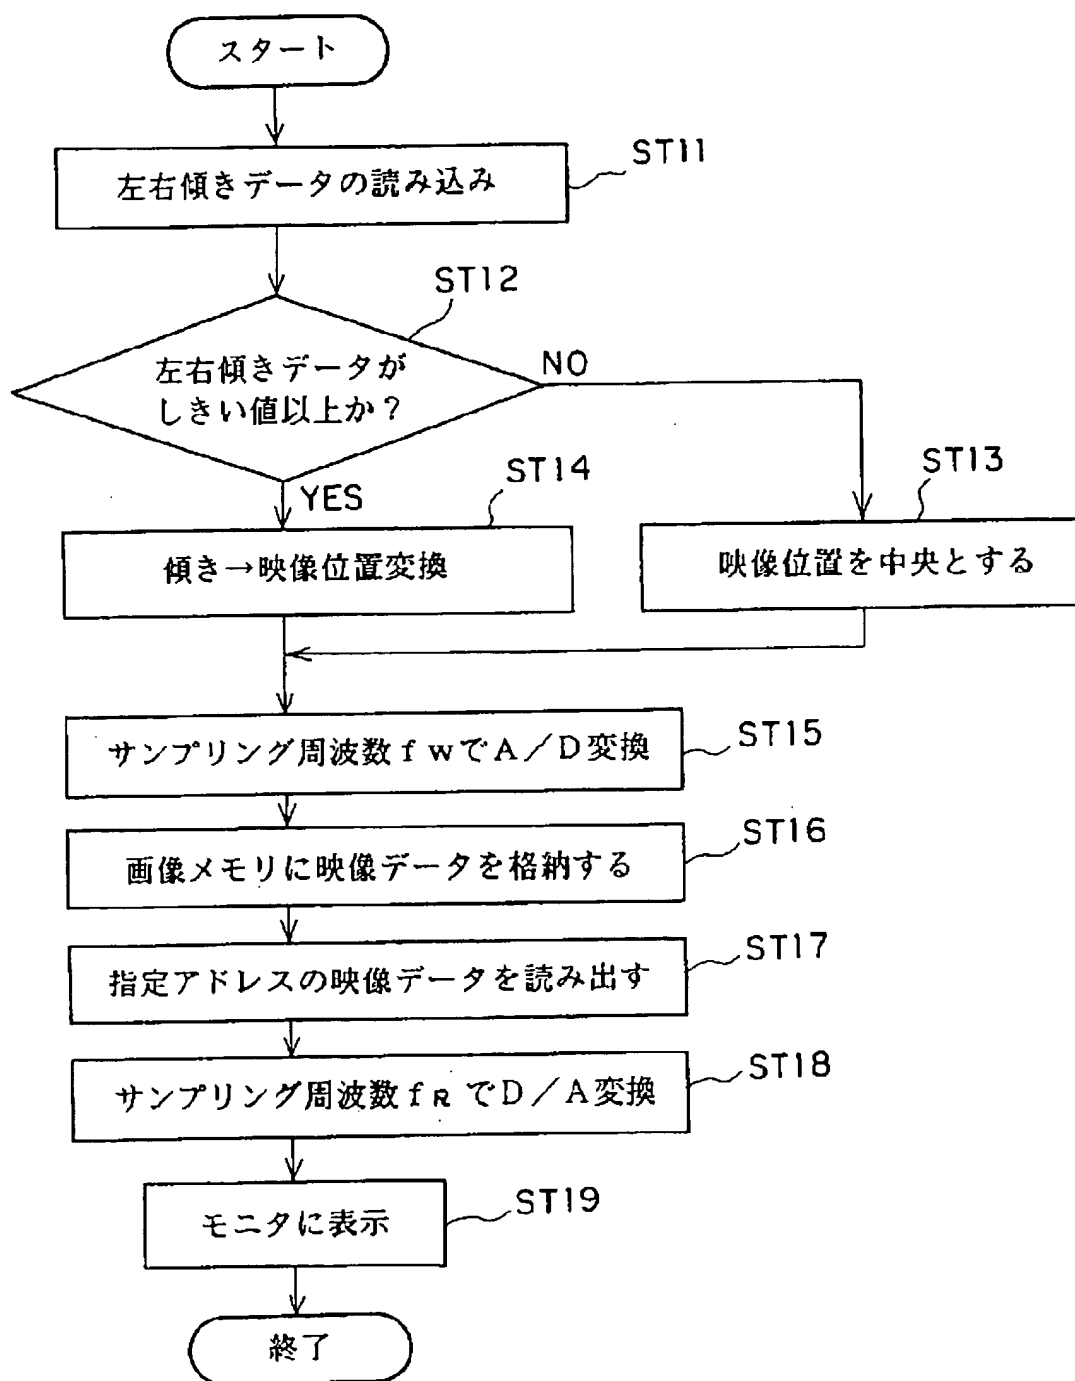 スタート
ST11
左右傾きデータの読み込み
ST12
左右傾きデータが
しきい値以上か？
NO
YES
ST14
ST13
傾き→映像位置変換
映像位置を中央とする
ST15
サンプリング周波数fWでA／D変換
ST16
画像メモリに映像データを格納する
ST17
指定アドレスの映像データを読み出す
ST18
サンプリング周波数fRでD／A変換
ST19
モニタに表示
終了